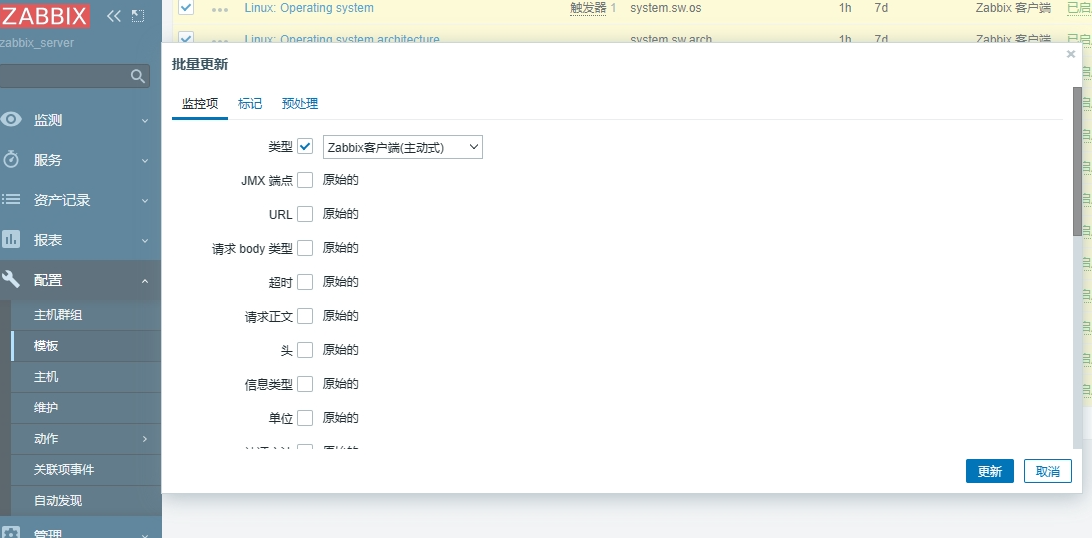 ZABBIX
zabbix_server
监测
服务
资产记录
报表
配置
主机群组
模板
主机
维护
动作
关联项事件
自动发现
管理
Linux: Operating system 触发器 1 system.sw.os 1h 7d Zabbix 客户端 已启
Linux: Operating system architecture system.sw.arch 1h 7d Zabbix 客户端 已启
批量更新
监控项 标记 预处理
类型 Zabbix客户端(主动式)
JMX 端点 原始的
URL 原始的
请求 body 类型 原始的
超时 原始的
请求正文 原始的
头 原始的
信息类型 原始的
单位 原始的
更新 取消